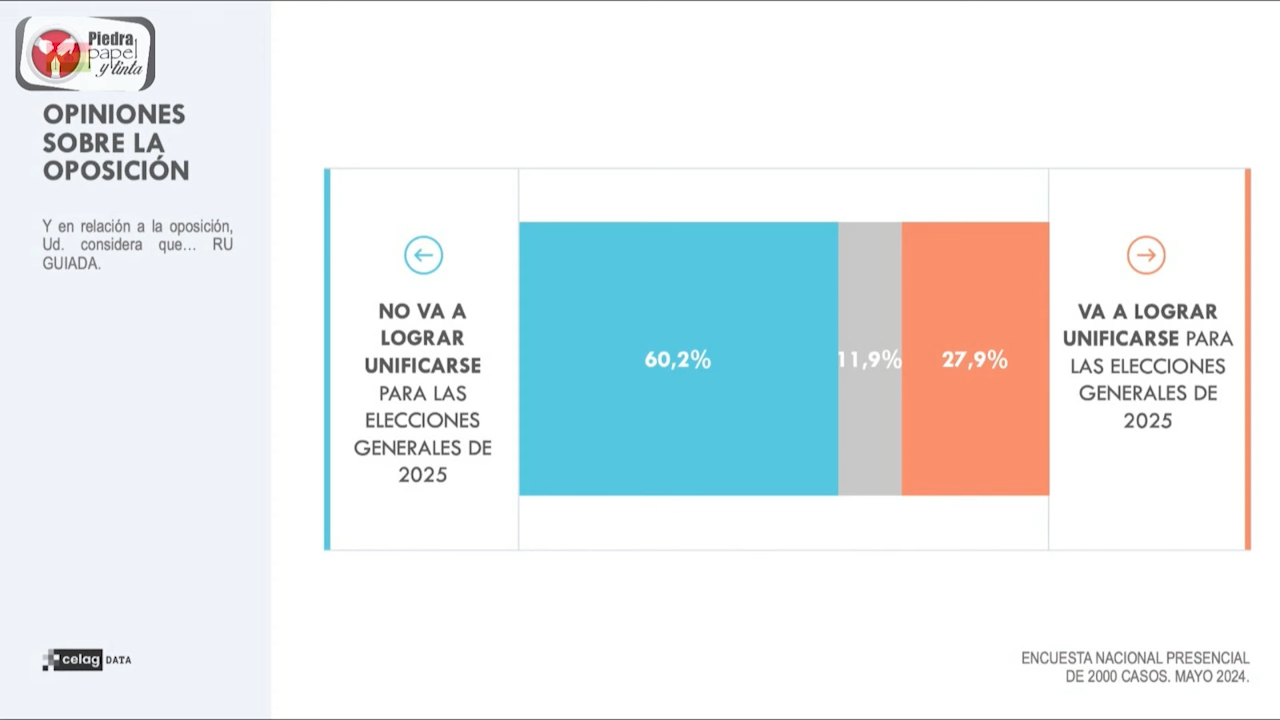 Piedra
papel
y tinta
OPINIONES
SOBRE LA
OPOSICIÓN
Y en relación a la oposición,
Ud. considera que... RU
GUIADA.
NO VA A
LOGRAR
UNIFICARSE
PARA LAS
ELECCIONES
GENERALES DE
2025
60,2%
11,9%
27,9%
VA A LOGRAR
UNIFICARSE PARA
LAS ELECCIONES
GENERALES DE
2025
celag DATA
ENCUESTA NACIONAL PRESENCIAL
DE 2000 CASOS. MAYO 2024.